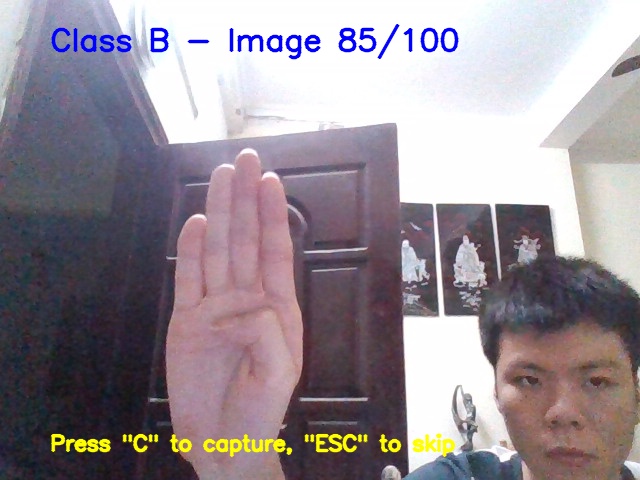 Class B - Image 85/100
Press "C" to capture, "ESC" to skip